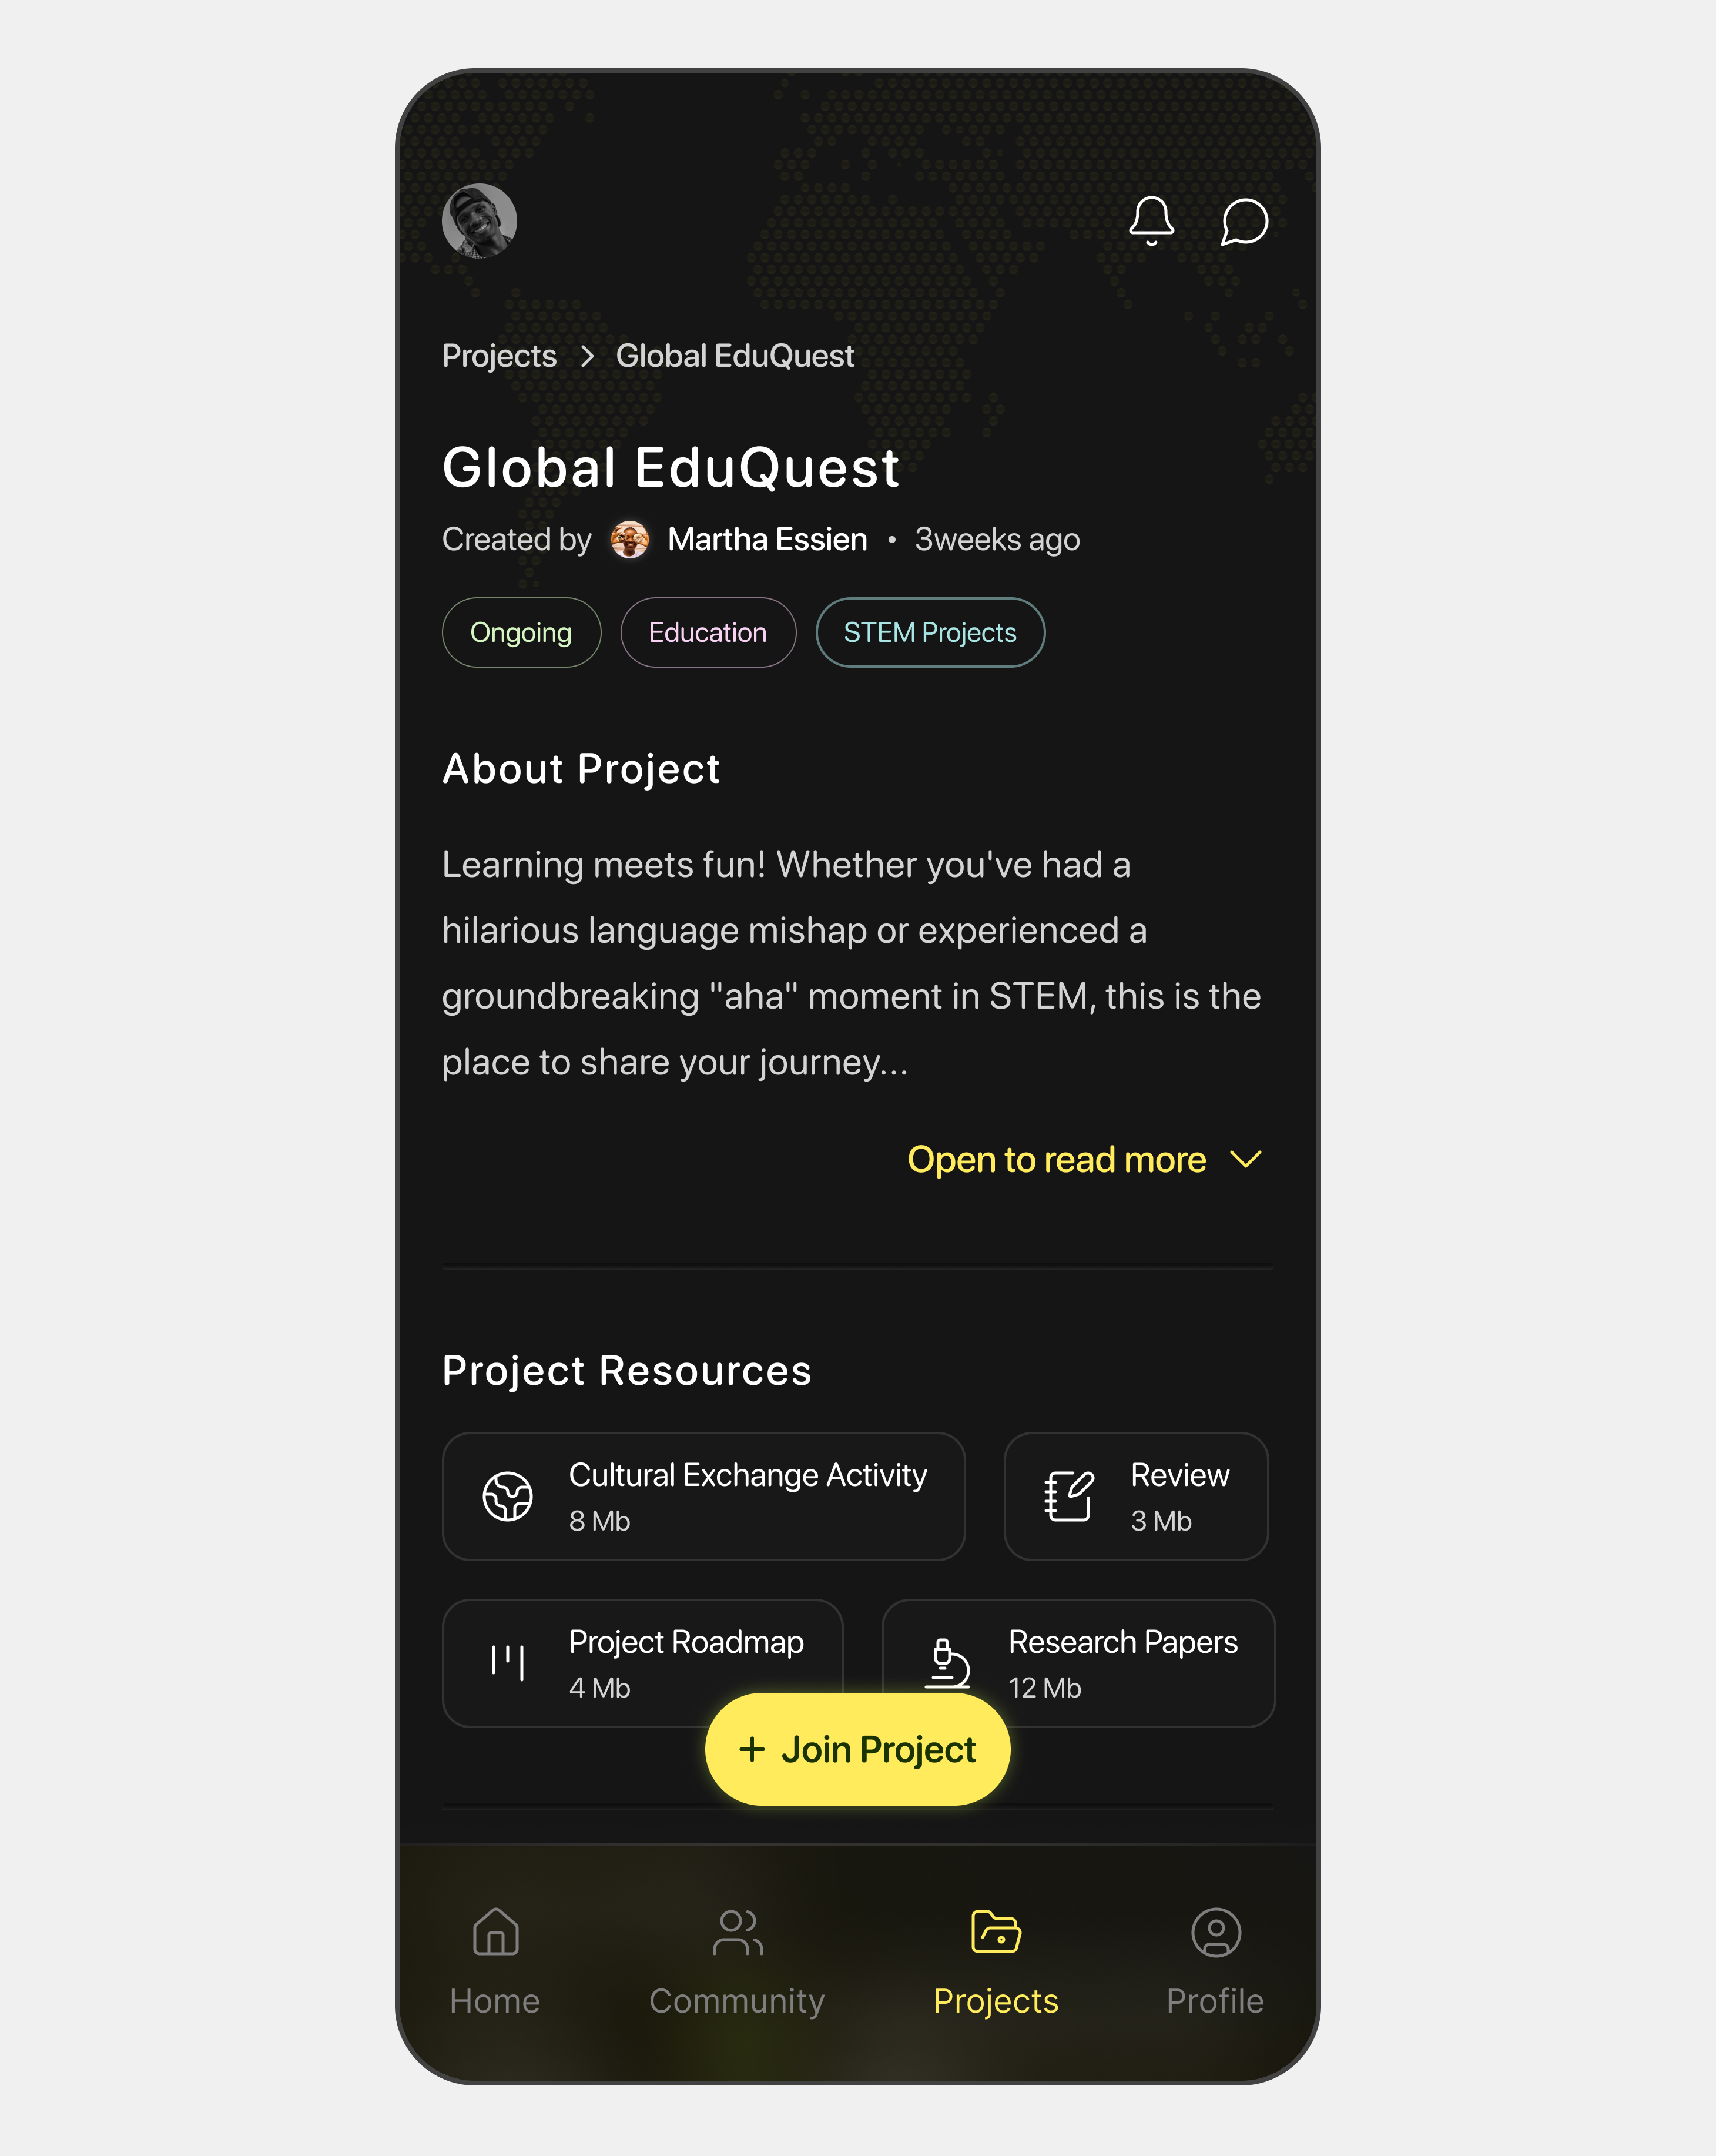 Projects > Global EduQuest
Global EduQuest
Created by Martha Essien • 3weeks ago
Ongoing Education STEM Projects
About Project
Learning meets fun! Whether you've had a
hilarious language mishap or experienced a
groundbreaking "aha" moment in STEM, this is the
place to share your journey...
Open to read more
Project Resources
Cultural Exchange Activity
8 Mb
Review
3 Mb
Project Roadmap
4 Mb
Research Papers
12 Mb
+ Join Project
Home Community Projects Profile